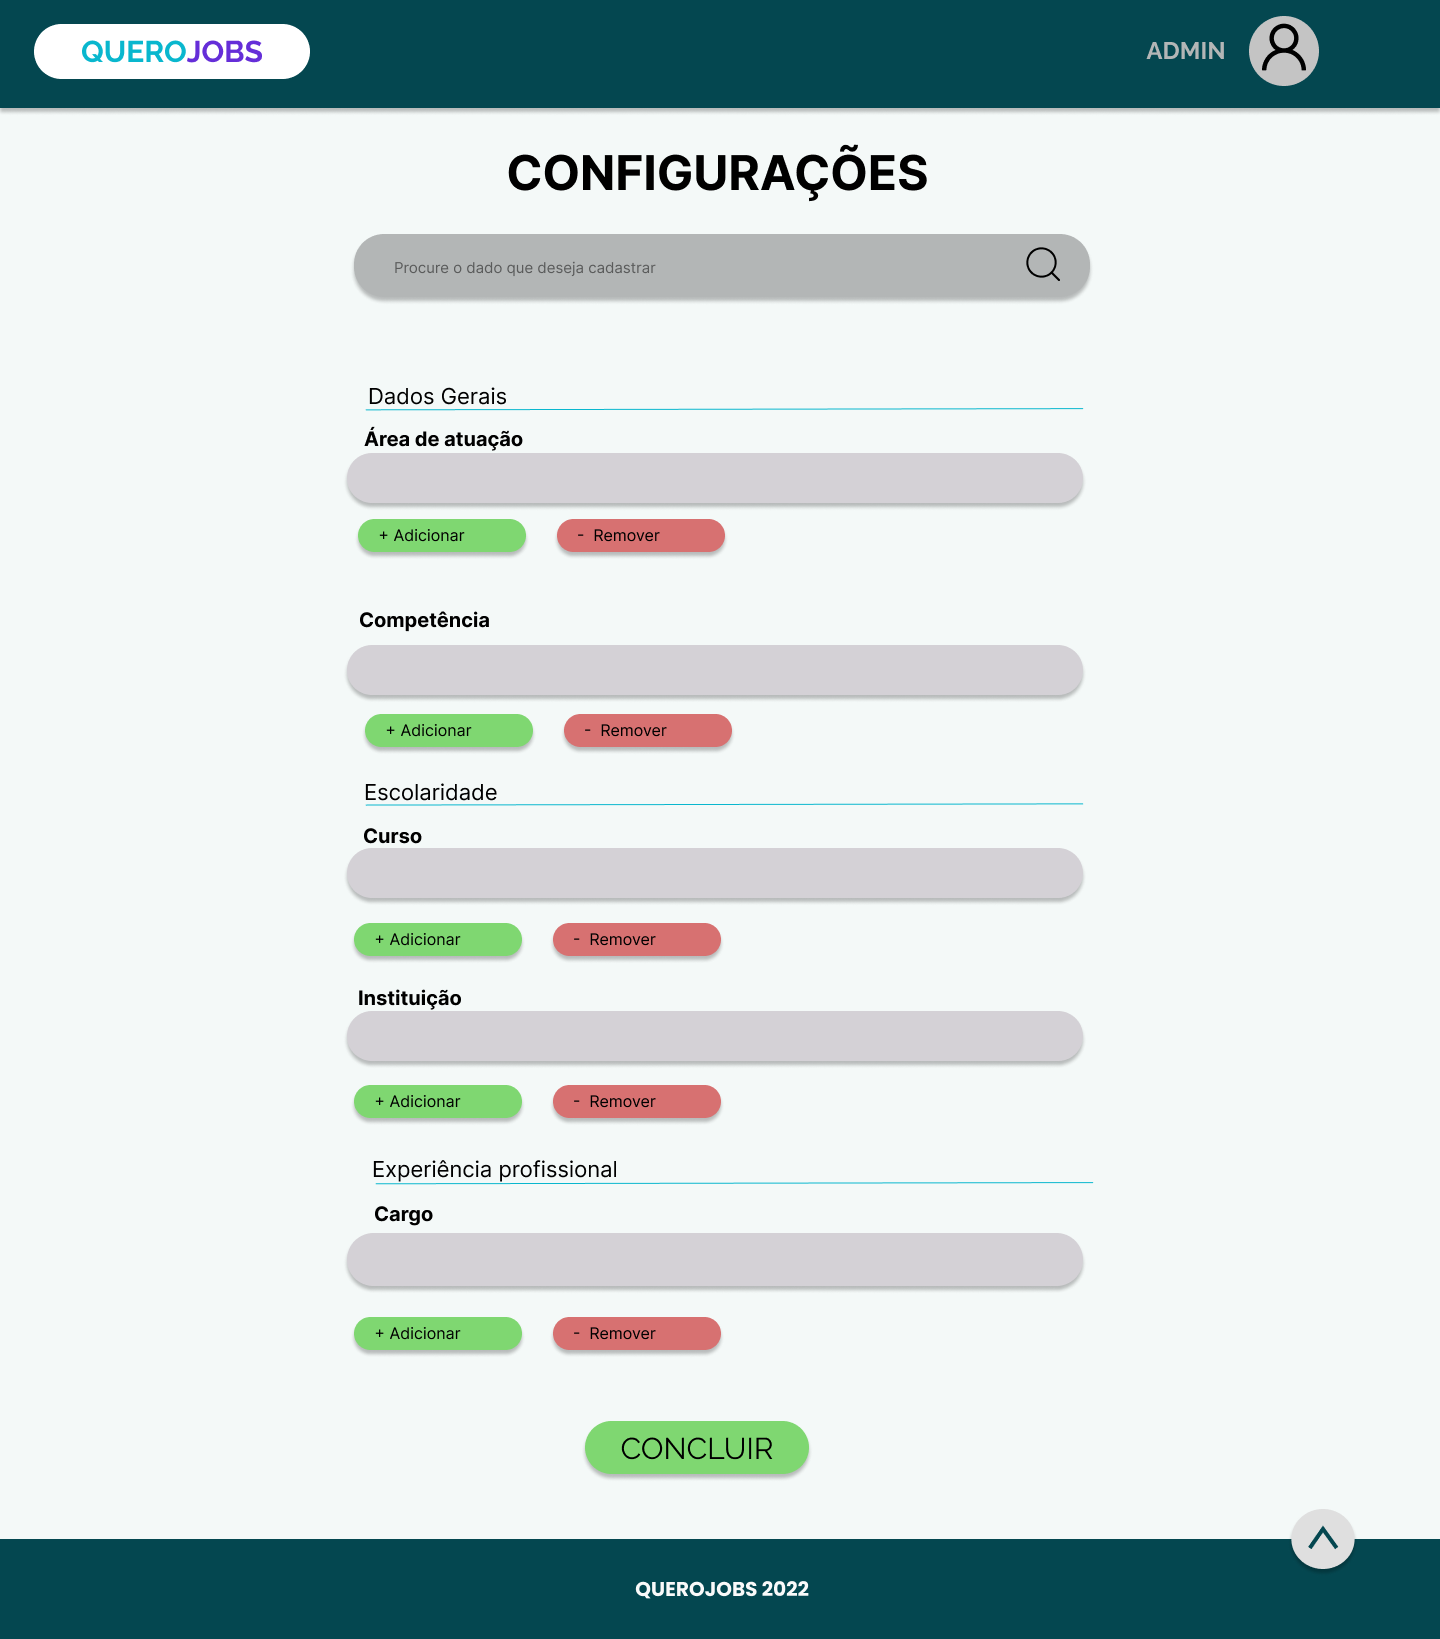 QUEROJOBS
ADMIN
CONFIGURAÇÕES
Procure o dado que deseja cadastrar
Dados Gerais
Área de atuação
+ Adicionar
- Remover
Competência
+ Adicionar
- Remover
Escolaridade
Curso
+ Adicionar
- Remover
Instituição
+ Adicionar
- Remover
Experiência profissional
Cargo
+ Adicionar
- Remover
CONCLUIR
QUEROJOBS 2022